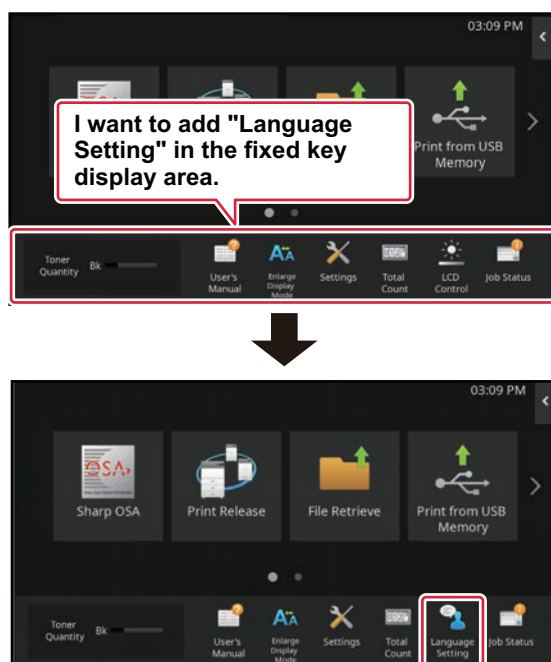 03:09 PM
I want to add "Language
Setting" in the fixed key
display area.
Print from USB
Memory
Toner
Quantity
Bk
User's
Manual
Enlarge
Display
Mode
Settings
Total
Count
LCD
Control
Job Status
03:09 PM
Sharp OSA
Print Release
File Retrieve
Print from USB
Memory
Toner
Quantity
Bk
User's
Manual
Enlarge
Display
Mode
Settings
Total
Count
Language
Setting
Job Status